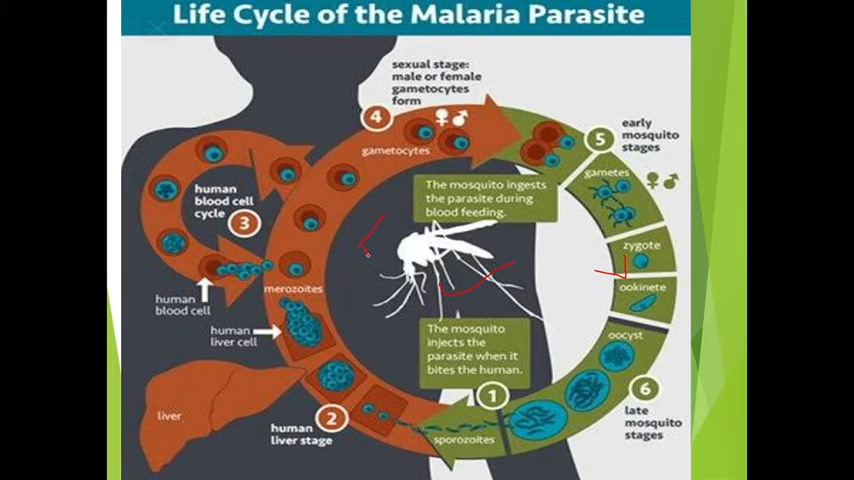 Life Cycle of the Malaria Parasite
sexual stage:
male or female
gametocytes
form
4
gametocytes
5
early
mosquito
stages
gametes
The mosquito ingests
the parasite during
blood feeding.
human
blood cell
cycle
3
zygote
ookinete
merozoites
human
blood cell
human
liver cell
The mosquito
injects the
parasite when it
bites the human.
oocyst
1
6
late
mosquito
stages
liver
2
human
liver stage
sporozoites